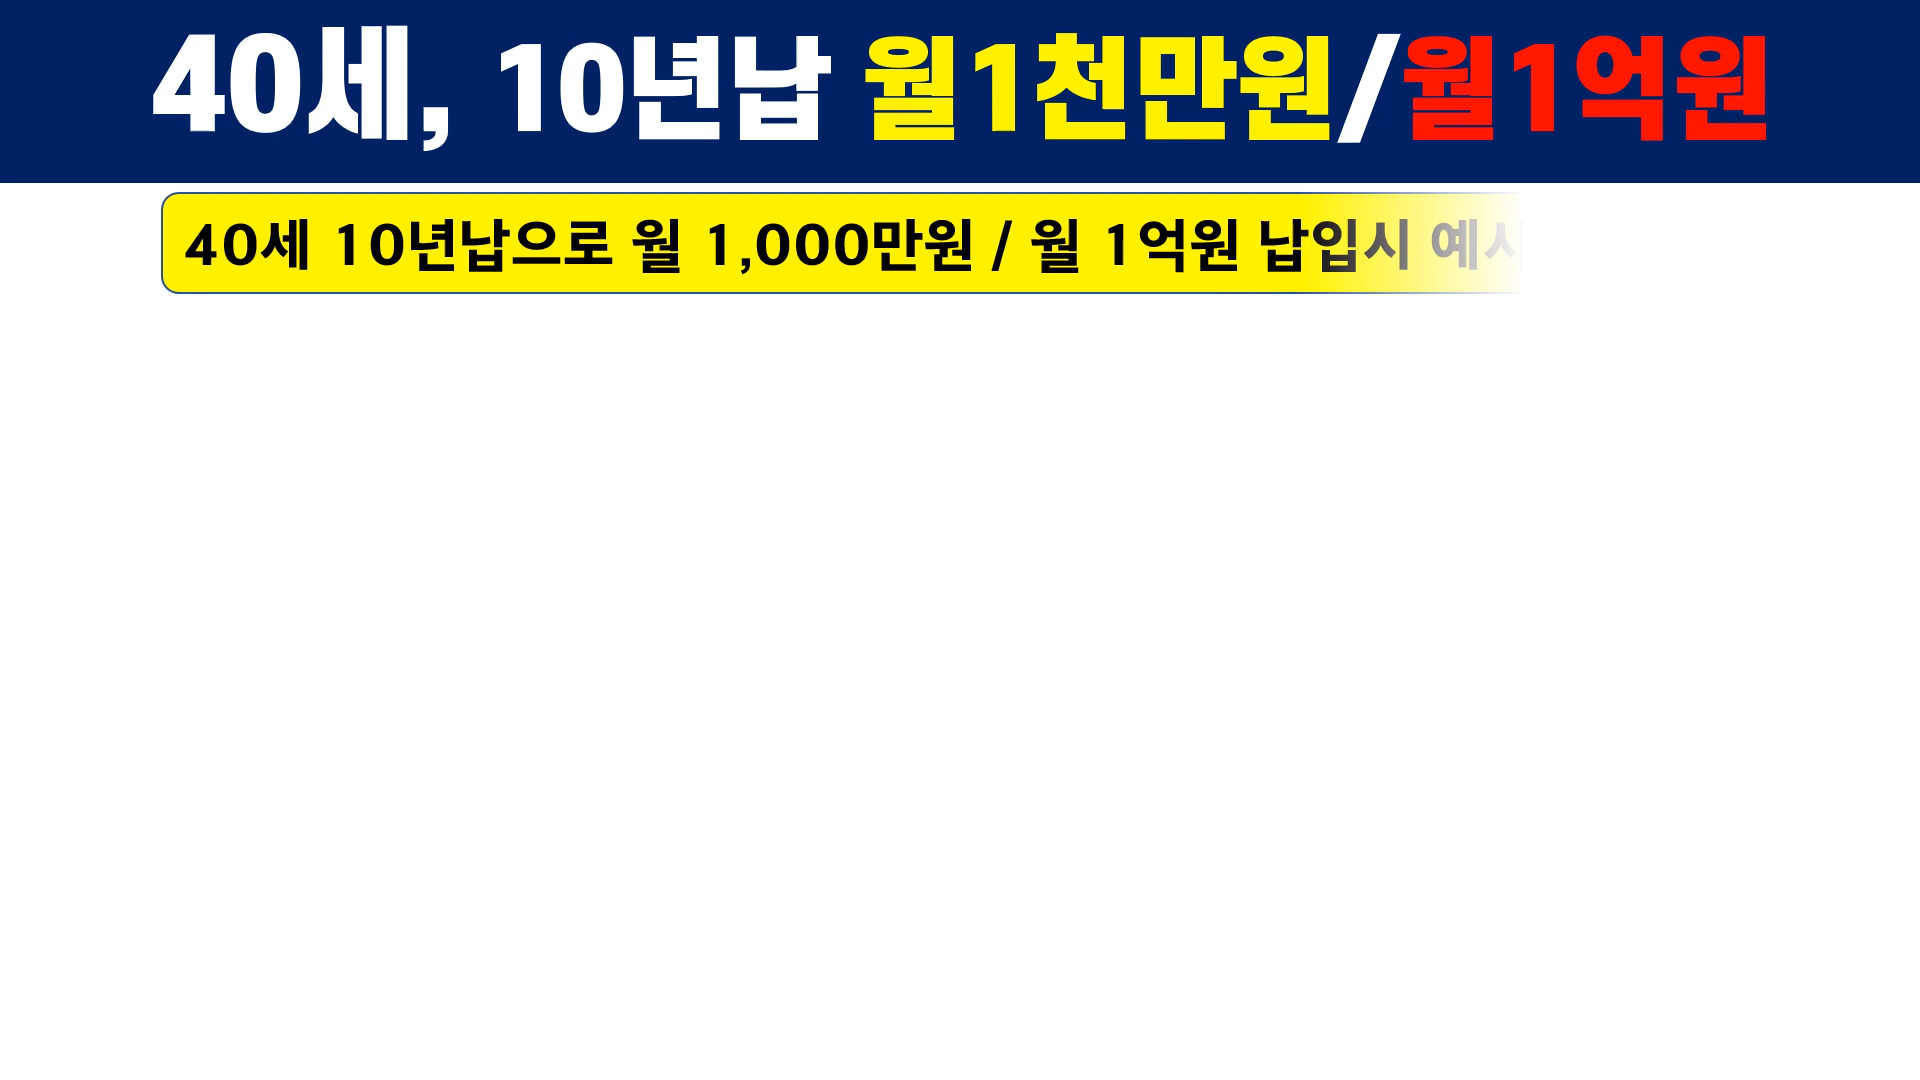 40세, 10년납 월1천만원/월1억원
40세 10년납으로 월 1,000만원 / 월 1억원 납입시